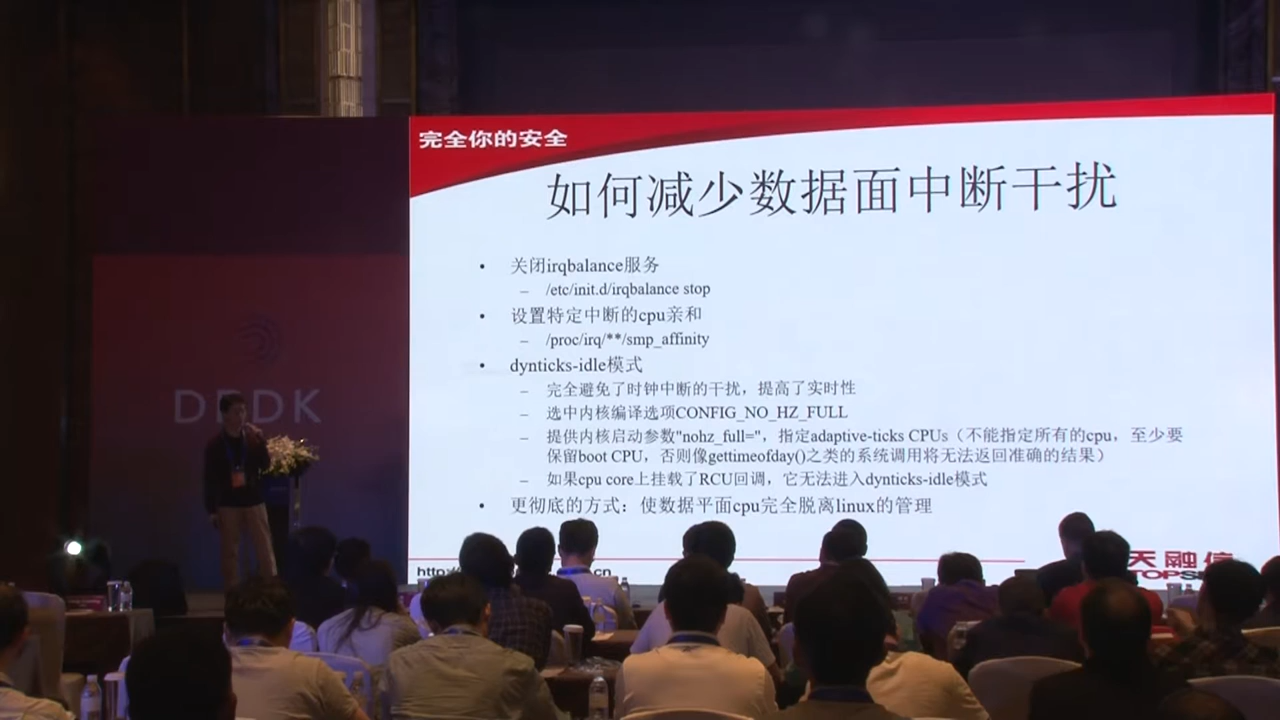 完全你的安全
如何减少数据面中断干扰
• 关闭irqbalance服务
– /etc/init.d/irqbalance stop
• 设置特定中断的cpu亲和
– /proc/irq/**/smp_affinity
• dynticks-idle模式
– 完全避免了时钟中断的干扰，提高了实时性
– 选中内核编译选项CONFIG_NO_HZ_FULL
– 提供内核启动参数"nohz_full="，指定adaptive-ticks CPUs（不能指定所有的cpu，至少要
保留boot CPU，否则像gettimeofday()之类的系统调用将无法返回准确的结果）
– 如果cpu core上挂载了RCU回调，它无法进入dynticks-idle模式
• 更彻底的方式：使数据平面cpu完全脱离linux的管理
DPDK
天融信